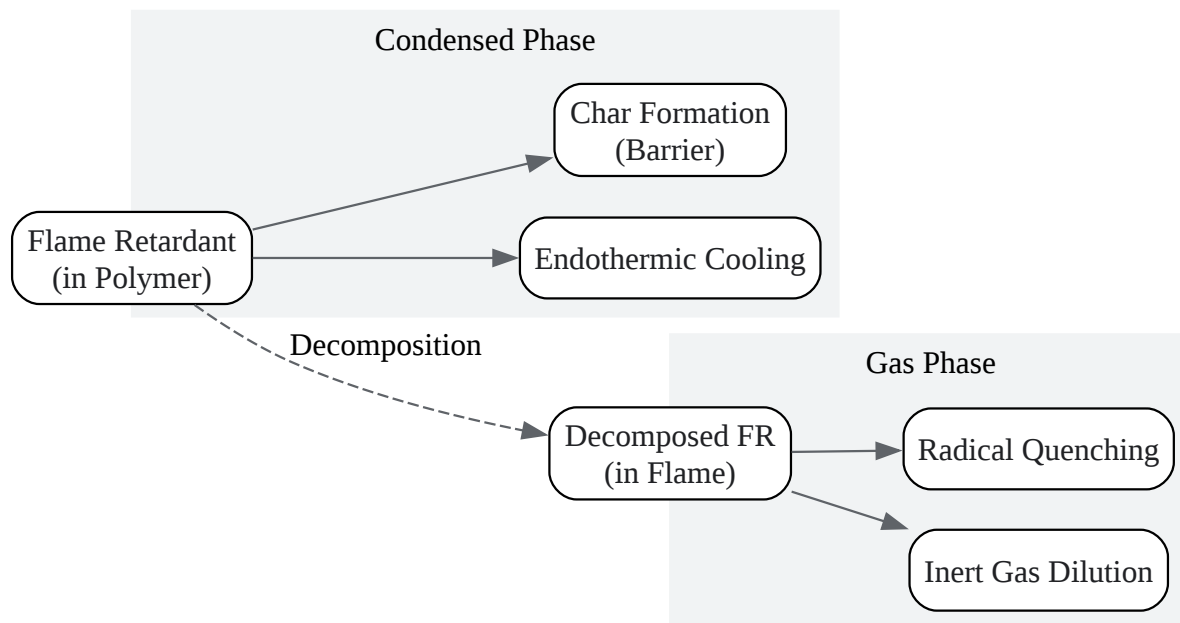 Condensed Phase
Char Formation
(Barrier)
Flame Retardant
(in Polymer)
Endothermic Cooling
Decomposition
Gas Phase
Decomposed FR
(in Flame)
Radical Quenching
Inert Gas Dilution